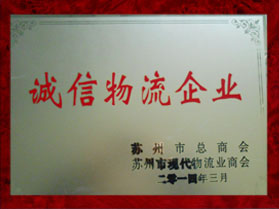 诚信物流企业
苏州市总商会
苏州市现代物流业商会
二零一四年三月